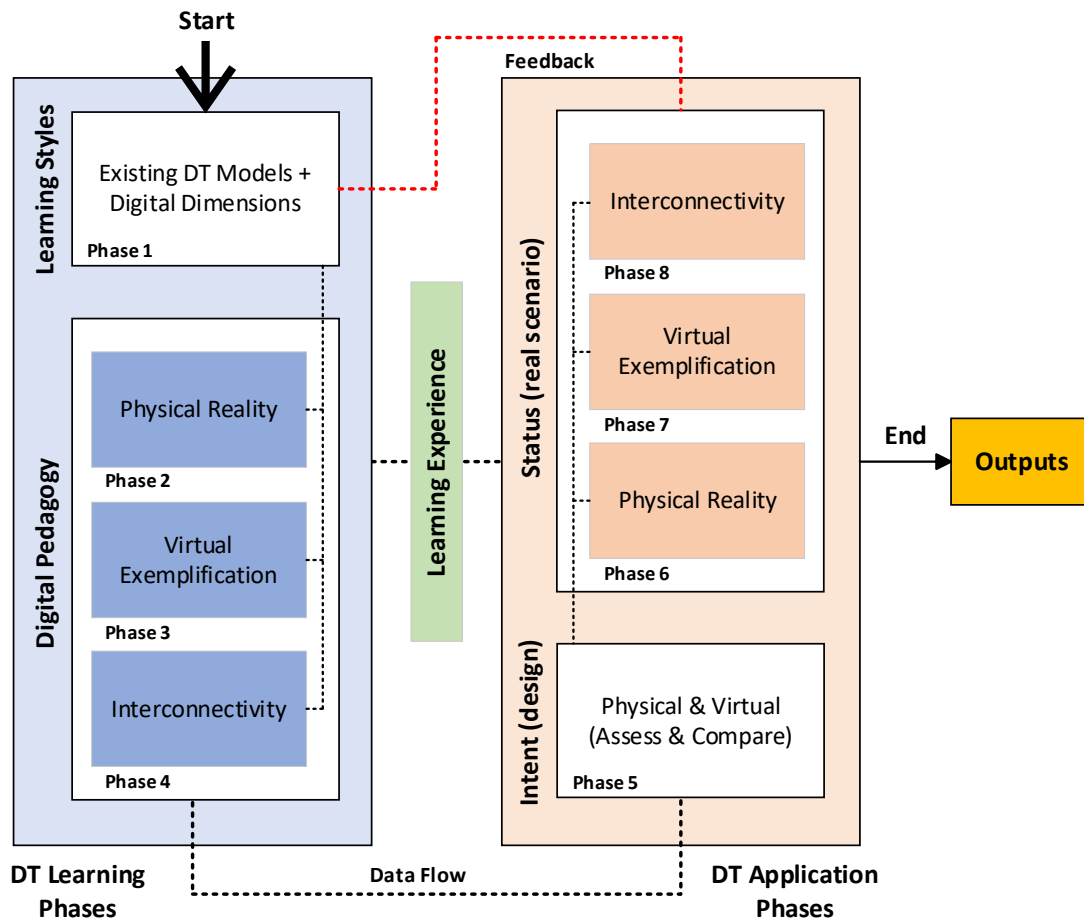 Start
Feedback
Learning Styles
Existing DT Models +
Digital Dimensions
Phase 1
Digital Pedagogy
Physical Reality
Phase 2
Virtual
Exemplification
Phase 3
Interconnectivity
Phase 4
DT Learning
Phases
Learning Experience
Data Flow
Status (real scenario)
Interconnectivity
Phase 8
Virtual
Exemplification
Phase 7
Physical Reality
Phase 6
Intent (design)
Physical & Virtual
(Assess & Compare)
Phase 5
DT Application
Phases
End
Outputs